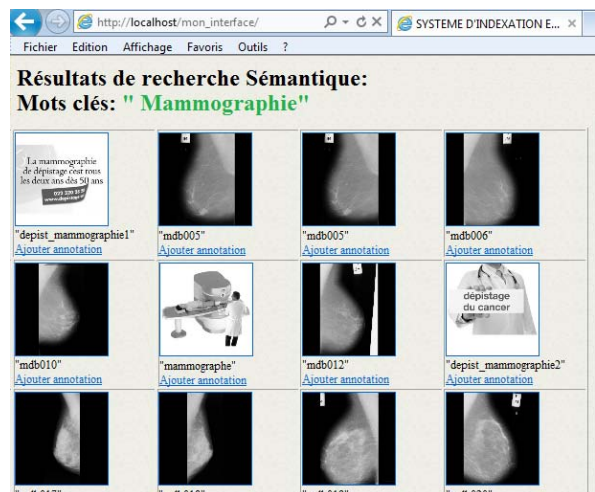 http://localhost/mon_interface/
SYSTEME D'INDEXATION E...
Fichier Edition Affichage Favoris Outils ?
Résultats de recherche Sémantique:
Mots clés: " Mammographie"
La mammographie
de dépistage c'est tous
les deux ans dès 50 ans
"depist_mammographie1"
Ajouter annotation
"mdb005"
Ajouter annotation
"mdb005"
Ajouter annotation
"mdb006"
Ajouter annotation
dépistage
du cancer
"mdb010"
Ajouter annotation
"mammographe"
Ajouter annotation
"mdb012"
Ajouter annotation
"depist_mammographie2"
Ajouter annotation